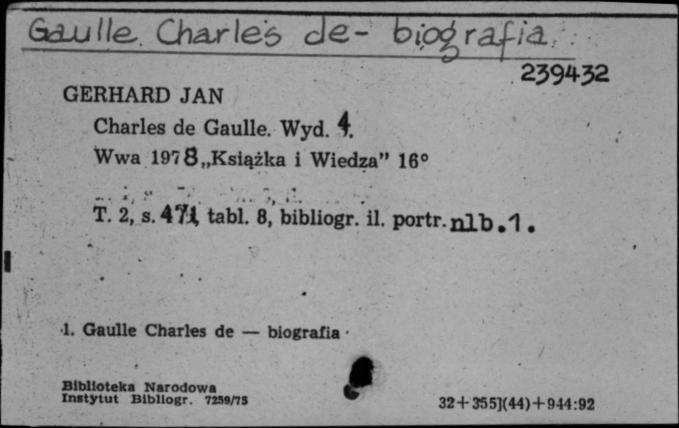 Gaulle Charles de - biografia
239432
GERHARD JAN
Charles de Gaulle. Wyd. 4.
Wwa 1978 „Książka i Wiedza” 16°
T. 2, s. 471, tabl. 8, bibliogr. il. portr. nlb.1.
1. Gaulle Charles de — biografia
Biblioteka Narodowa
Instytut Bibliogr. 7259/75
32+355](44)+944:92